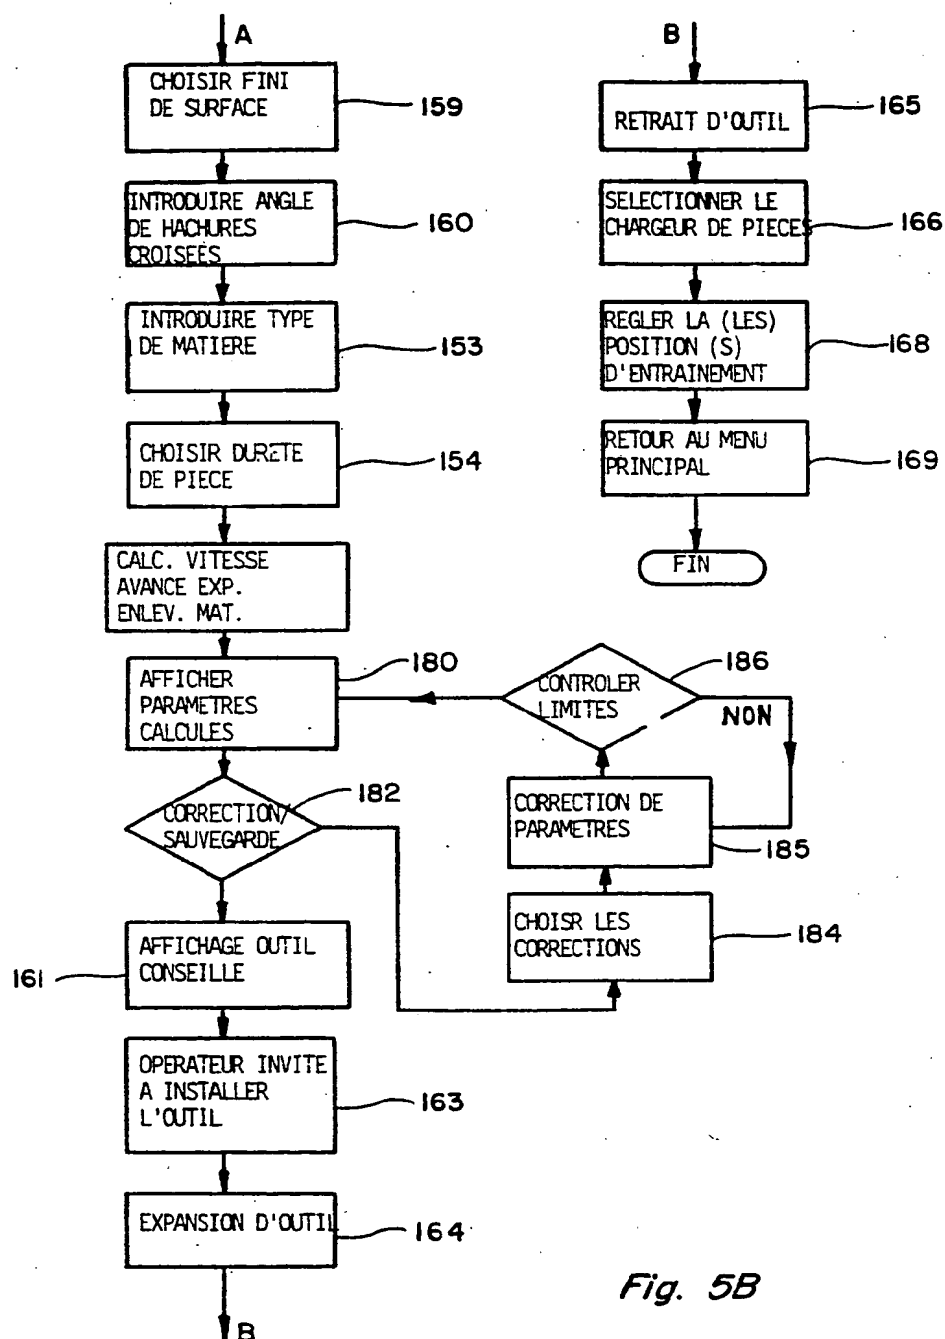 A
CHOISIR FINI
DE SURFACE
159
INTRODUIRE ANGLE
DE HACHURES
CROISEES
160
INTRODUIRE TYPE
DE MATIERE
153
CHOISIR DURETE
DE PIECE
154
CALC. VITESSE
AVANCE EXP.
ENLEV. MAT.
AFFICHER
PARAMETRES
CALCULES
180
CORRECTION/
SAUVEGARDE
182
AFFICHAGE OUTIL
CONSEILLE
161
OPERATEUR INVITE
A INSTALLER
L'OUTIL
163
EXPANSION D'OUTIL
164
B
B
RETRAIT D'OUTIL
165
SELECTIONNER LE
CHARGEUR DE PIECES
166
REGLER LA (LES)
POSITION (S)
D'ENTRAINEMENT
168
RETOUR AU MENU
PRINCIPAL
169
FIN
CONTROLER
LIMITES
186
NON
CORRECTION DE
PARAMETRES
185
CHOISR LES
CORRECTIONS
184
Fig. 5B